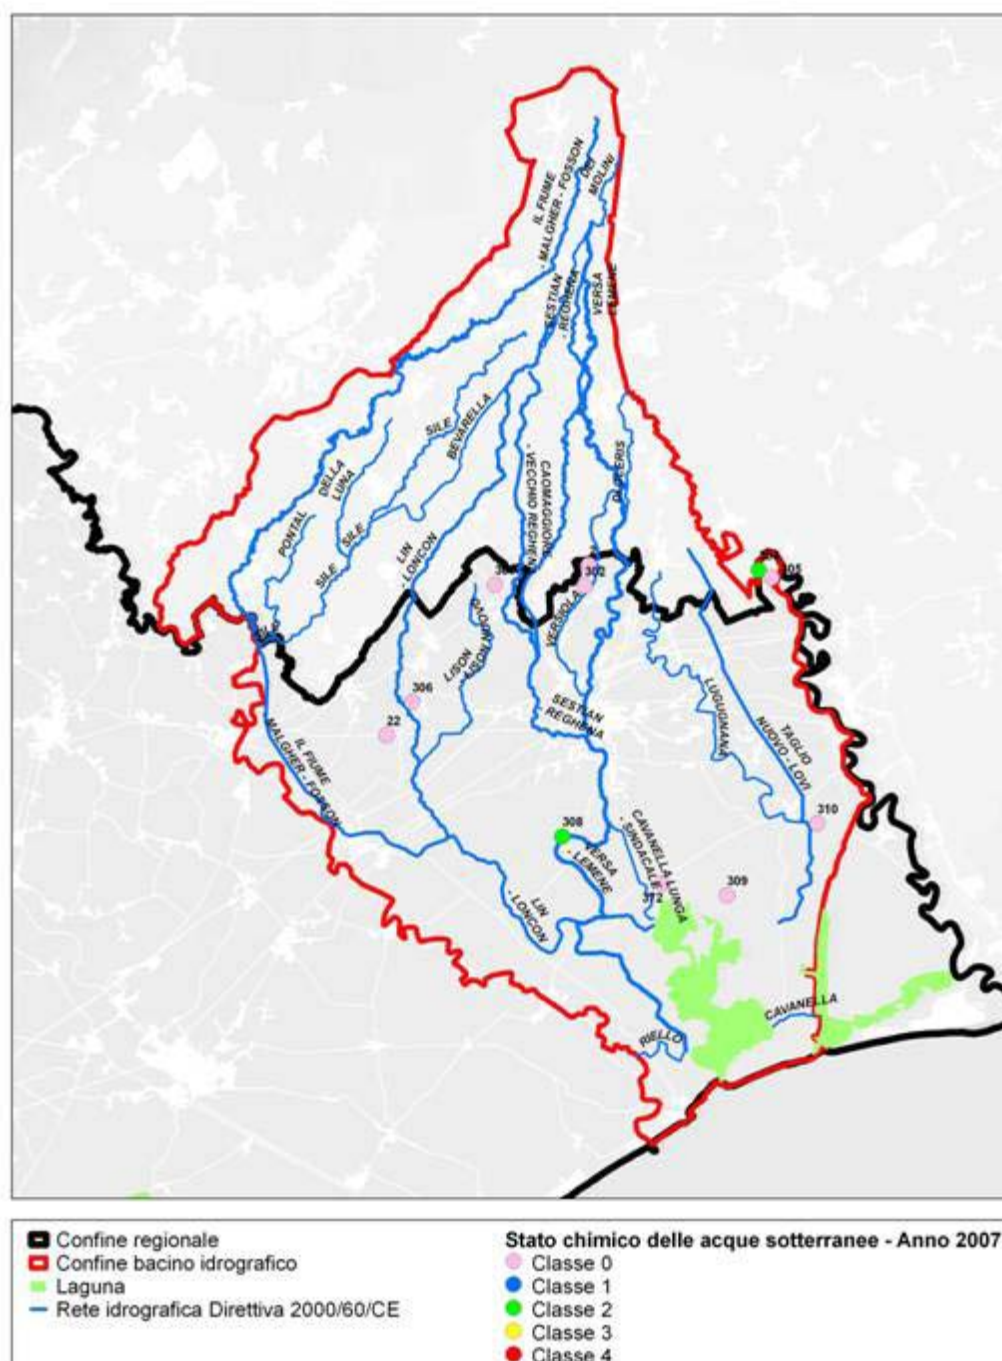 IL FIUME
- MALGHER - FOSSON
DEI
MOLINI
SESTIAN
- REGHENA
VERSA
LEMENE
SILE
BEVARELLA
DELLA
LUNA
PONTAL
SILE
SILE
CAOMAGGIORE
- VECCHIO REGHENA
LIN
- LONCON
302
VERSIOLA
305
LISON
306
22
SESTIAN
REGHENA
LUGUGNANA
TAGLIO
NUOVO - LOVI
IL FIUME
MALGHER - FOSSON
310
308
VERSA
- LEMENE
CAVANELLA LUNGA
- SINDACALE
309
372
LIN
- LONCON
CAVANELLA
RIELLO
Confine regionale
Confine bacino idrografico
Laguna
Rete idrografica Direttiva 2000/60/CE
Stato chimico delle acque sotterranee - Anno 2007
Classe 0
Classe 1
Classe 2
Classe 3
Classe 4